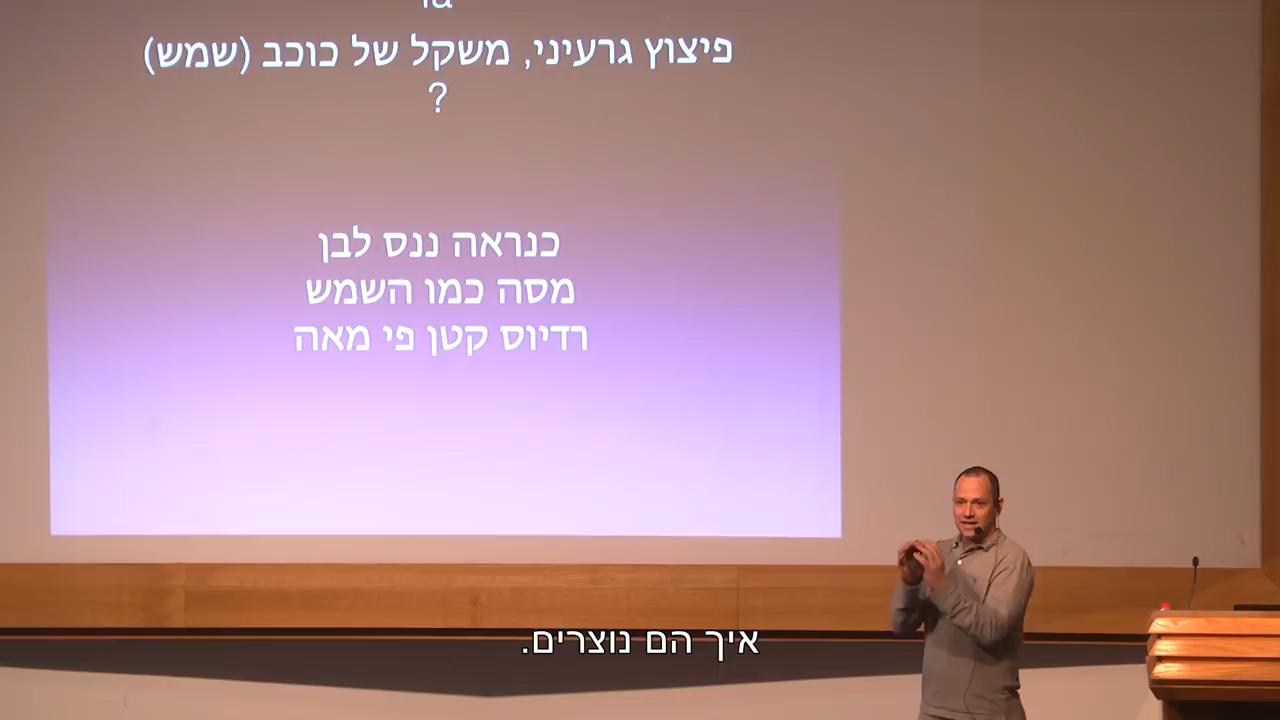 Ia
פיצוץ גרעיני, משקל של כוכב (שמש)
?
כנראה ננס לבן
מסה כמו השמש
רדיוס קטן פי מאה
איך הם נוצרים.